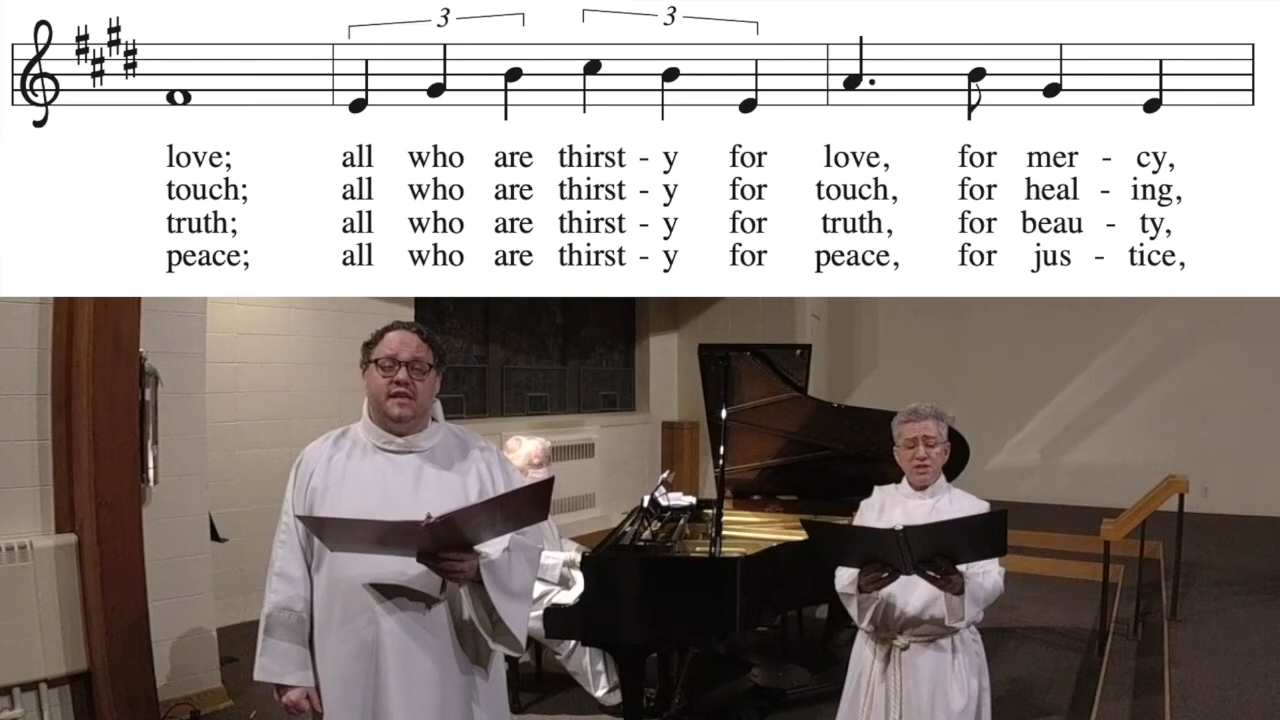 3 3
love; all who are thirst - y for love, for mer - cy,
touch; all who are thirst - y for touch, for heal - ing,
truth; all who are thirst - y for truth, for beau - ty,
peace; all who are thirst - y for peace, for jus - tice,